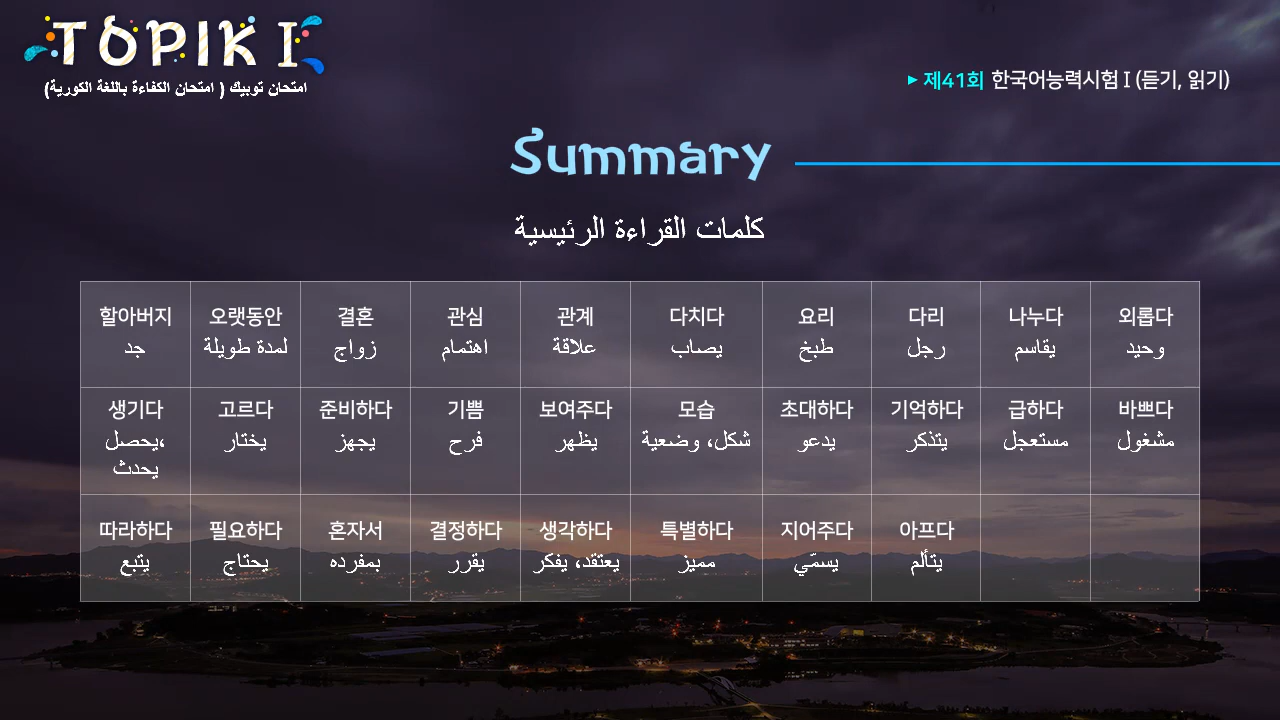 TOPIK I
امتحان توبيك ( امتحان الكفاءة باللغة الكورية)
▶ 제41회 한국어능력시험 I (듣기, 읽기)
Summary
كلمات القراءة الرئيسية
할아버지 오랫동안 결혼 관심 관계 다치다 요리 다리 나누다 외롭다
جد لمدة طويلة زواج اهتمام علاقة يصاب طبخ رجل يقاسم وحيد
생기다 고르다 준비하다 기쁨 보여주다 모습 초대하다 기억하다 급하다 바쁘다
يحصل، يختار يجهز فرح يظهر شكل، وضعية يدعو يتذكر مستعجل مشغول
يحدث
따라하다 필요하다 혼자서 결정하다 생각하다 특별하다 지어주다 아프다
يتبع يحتاج بمفرده يقرر يعتقد، يفكر مميز يسمّي يتألم